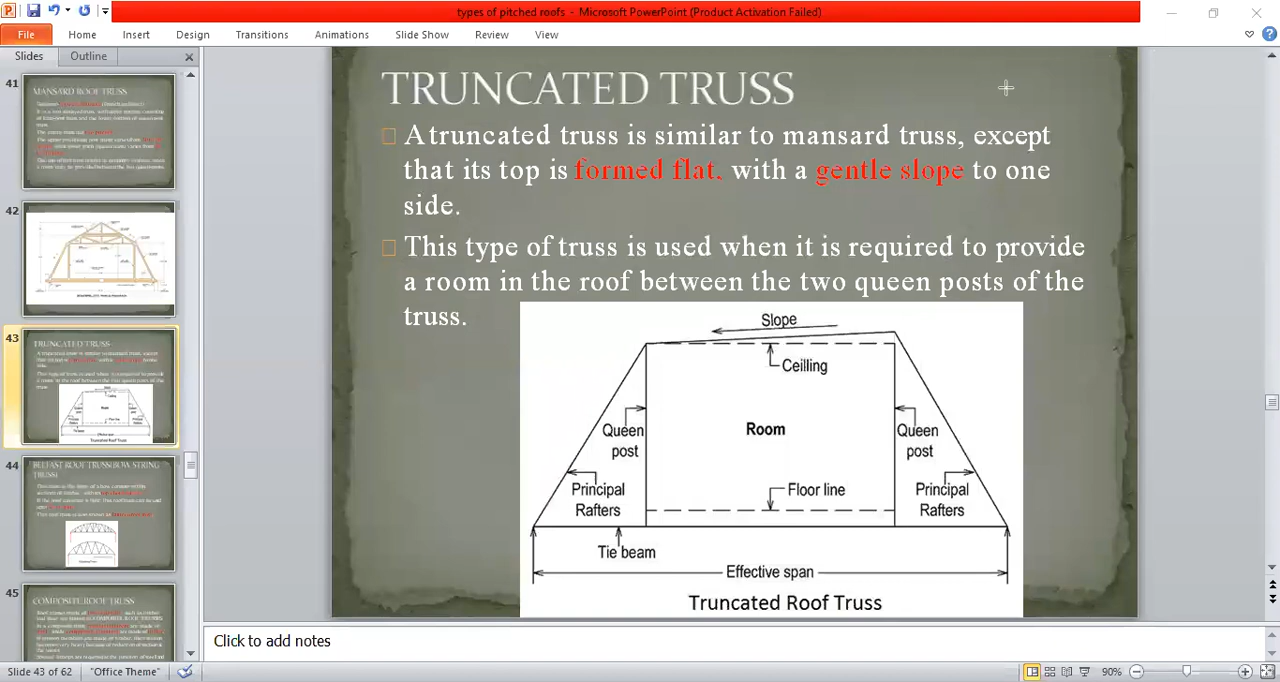 types of pitched roofs - Microsoft PowerPoint (Product Activation Failed)
File Home Insert Design Transitions Animations Slide Show Review View
Slides Outline
41
MANSARD ROOF TRUSS
42
43
TRUNCATED TRUSS
44
BELFAST ROOF TRUSS(BOW STRING
TRUSS)
45
COMPOSITE ROOF TRUSS
TRUNCATED TRUSS
A truncated truss is similar to mansard truss, except
that its top is formed flat, with a gentle slope to one
side.
This type of truss is used when it is required to provide
a room in the roof between the two queen posts of the
truss.
Slope
Ceilling
Queen
post
Room
Queen
post
Principal
Rafters
Floor line
Principal
Rafters
Tie beam
Effective span
Truncated Roof Truss
Click to add notes
Slide 43 of 62 "Office Theme" 90%